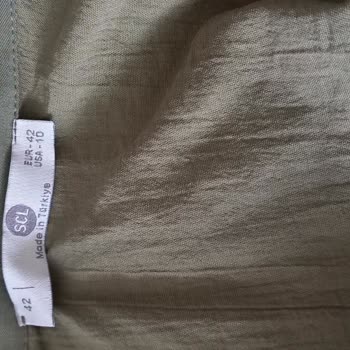 EUR-42
USA-10
SCL
Made in Türkiye
42